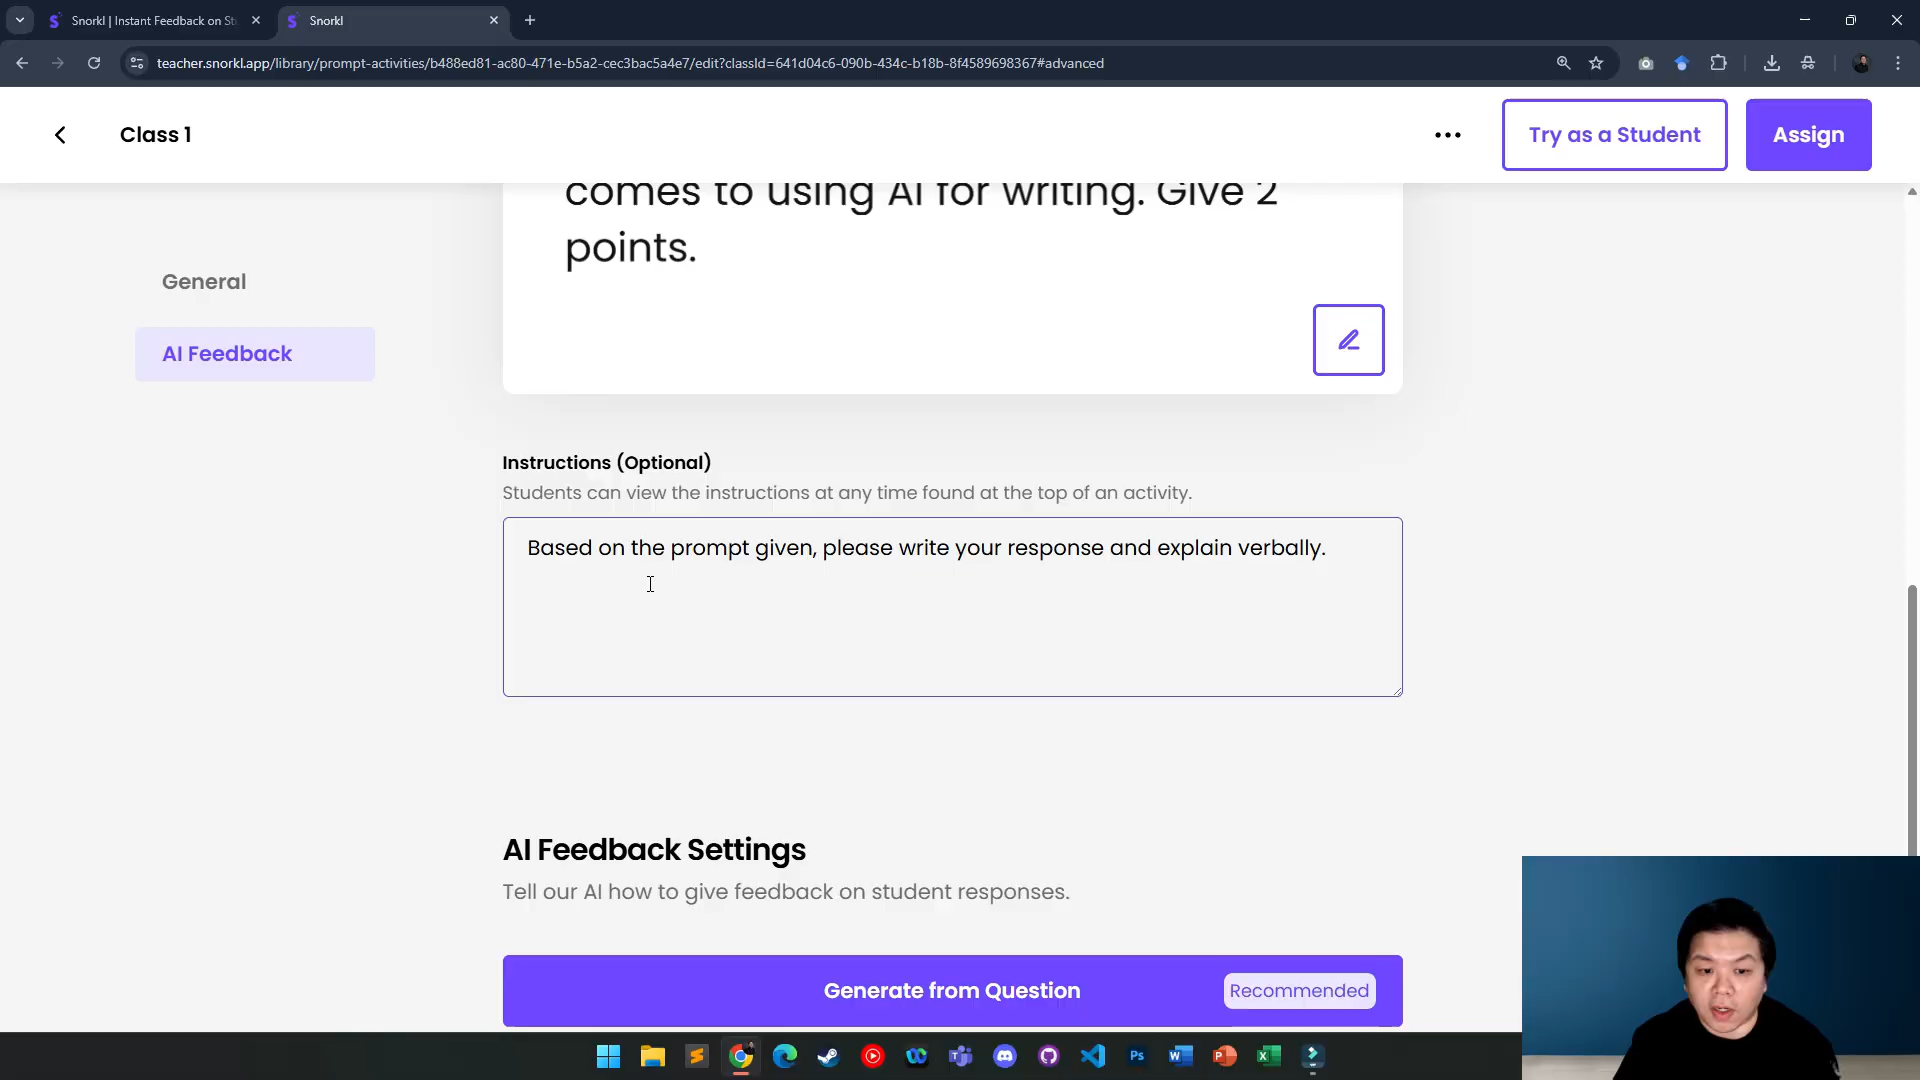 Snorkl | Instant Feedback on St
Snorkl
teacher.snorkl.app/library/prompt-activities/b488ed81-ac80-471e-b5a2-cec3bac5a4e7/edit?classId=641d04c6-090b-434c-b18b-8f4589698367#advanced
Class 1
Try as a Student
Assign
comes to using AI for writing. Give 2
points.
General
AI Feedback
Instructions (Optional)
Students can view the instructions at any time found at the top of an activity.
Based on the prompt given, please write your response and explain verbally.
AI Feedback Settings
Tell our AI how to give feedback on student responses.
Generate from Question
Recommended